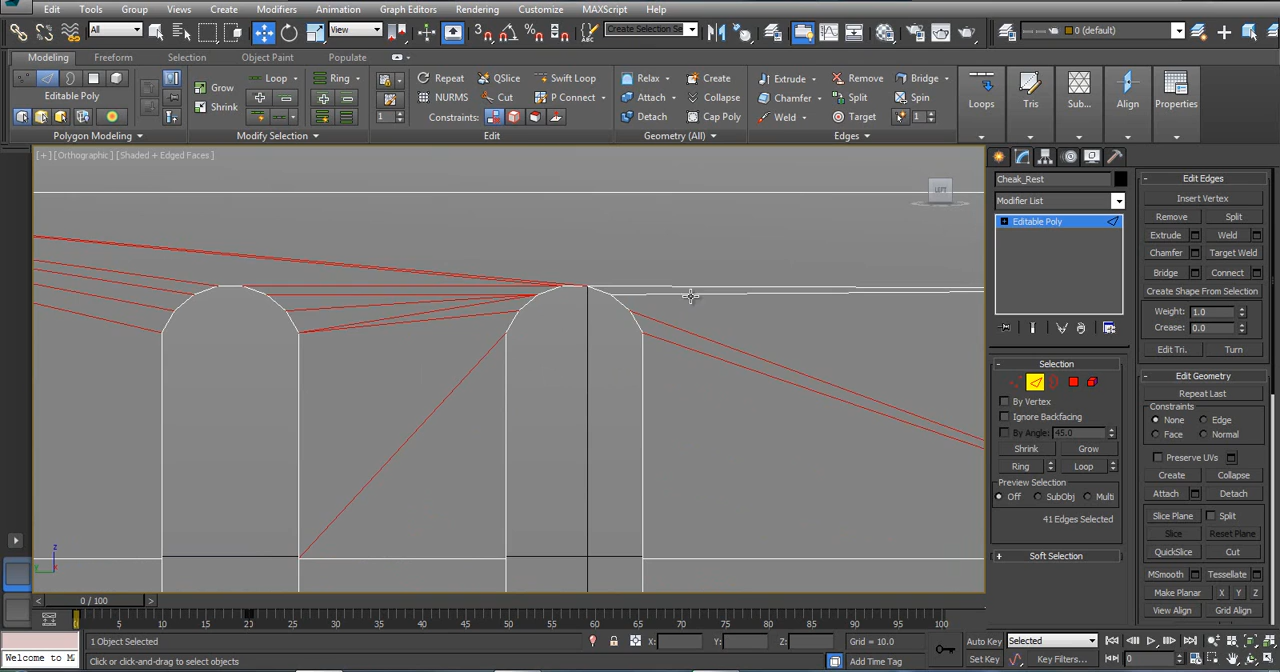 Edit Tools Group Views Create Modifiers Animation Graph Editors Rendering Customize MAXScript Help
All View Create Selection Se 0 (default)
Modeling Freeform Selection Object Paint Populate
Loop Ring Repeat QSlice Swift Loop Relax Create Extrude Remove Bridge
Grow NURMS Cut P Connect Attach Collapse Chamfer Split Spin
Editable Poly Shrink 1 Constraints: Detach Cap Poly Weld Target 1 Loops Tris Sub... Align Properties
Polygon Modeling Modify Selection Edit Geometry (All) Edges
[+] [Orthographic] [Shaded + Edged Faces]
LEFT
Cheak_Rest
Modifier List
Editable Poly
Selection
By Vertex
Ignore Backfacing
By Angle: 45.0
Shrink Grow
Ring Loop
Preview Selection
Off SubObj Multi
41 Edges Selected
Soft Selection
Edit Edges
Insert Vertex
Remove Split
Extrude Weld
Chamfer Target Weld
Bridge Connect
Create Shape From Selection
Weight: 1.0
Crease: 0.0
Edit Tri. Turn
Edit Geometry
Repeat Last
Constraints
None Edge
Face Normal
Preserve UVs
Create Collapse
Attach Detach
Slice Plane Split
Slice Reset Plane
QuickSlice Cut
MSmooth Tessellate
Make Planar X Y Z
View Align Grid Align
z
0 / 100
0 5 10 15 20 25 30 35 40 45 50 55 60 65 70 75 80 85 90 95 100
1 Object Selected X: Y: Z: Grid = 10.0 Auto Key Selected
Welcome to M Click or click-and-drag to select objects Add Time Tag Set Key Key Filters... 0